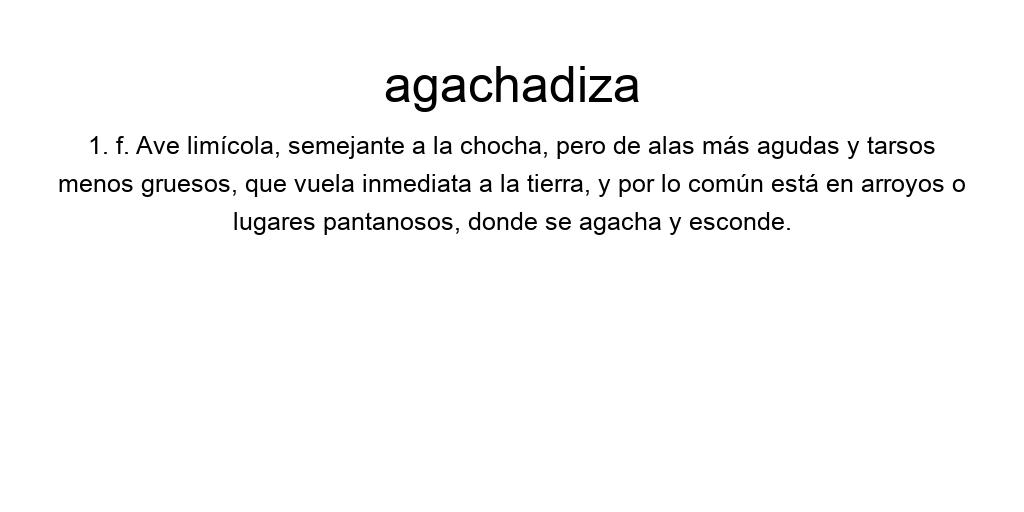 agachadiza
1. f. Ave limícola, semejante a la chocha, pero de alas más agudas y tarsos
menos gruesos, que vuela inmediata a la tierra, y por lo común está en arroyos o
lugares pantanosos, donde se agacha y esconde.